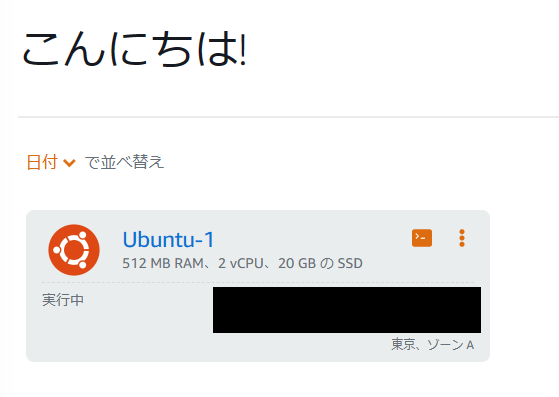 こんにちは!
日付 で並べ替え
Ubuntu-1
512 MB RAM、2 vCPU、20 GB の SSD
実行中
東京、ゾーン A